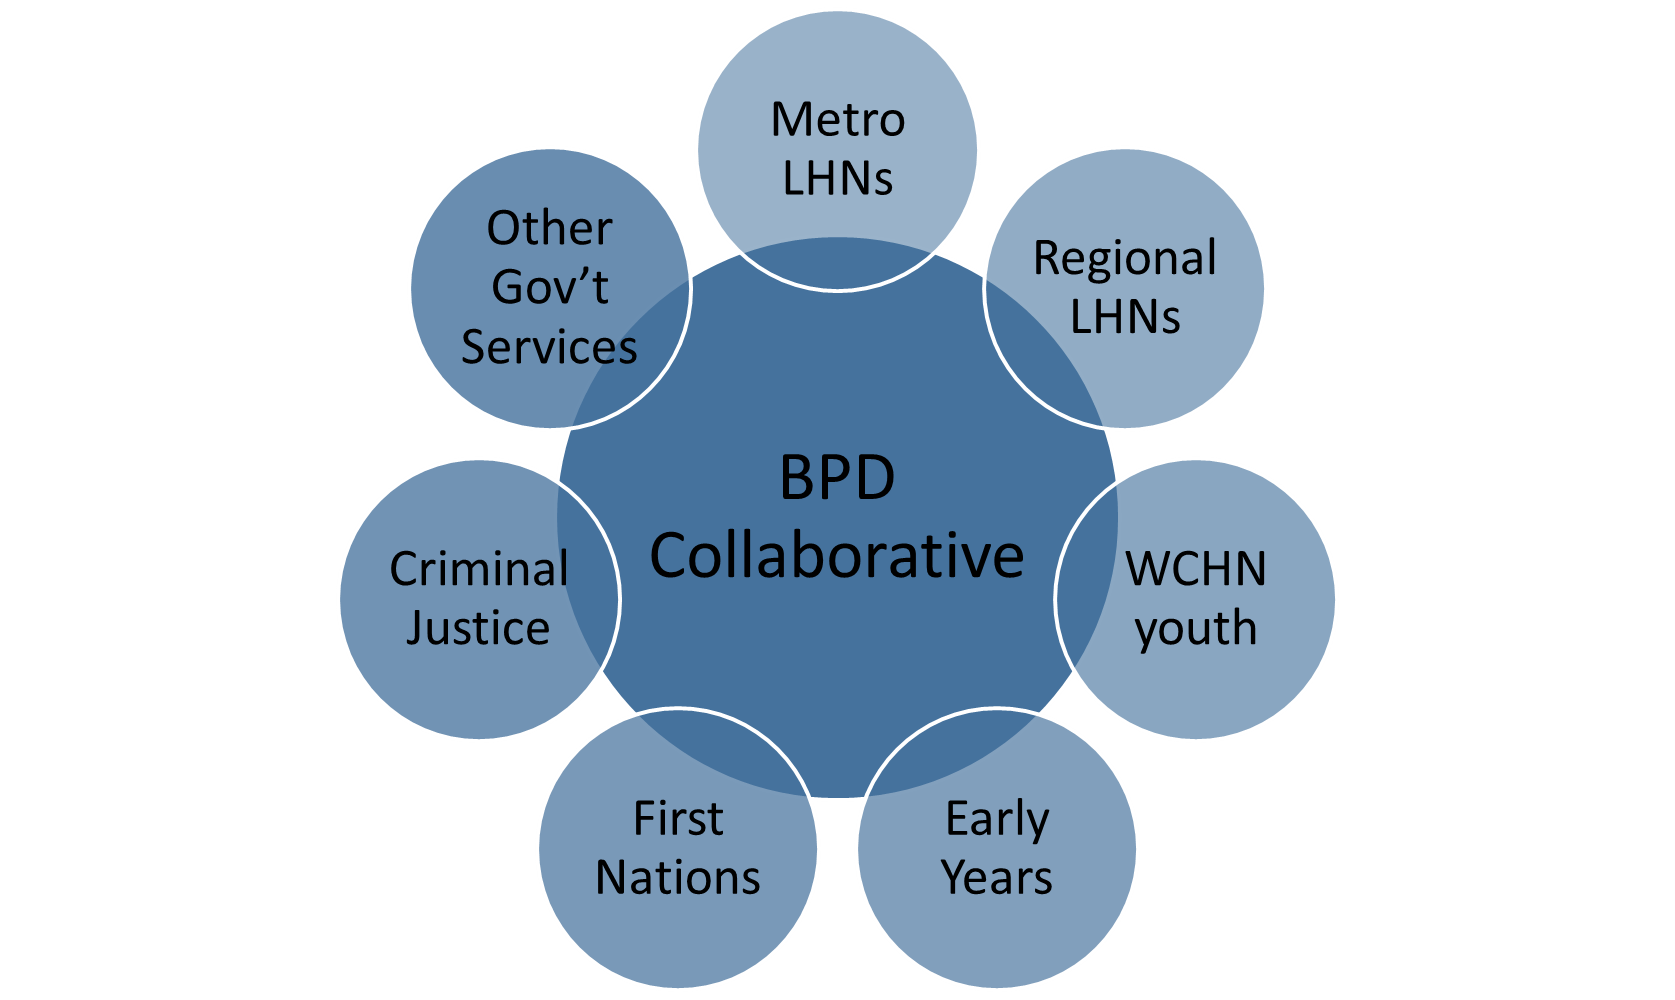 Metro
LHNs
Regional
LHNs
WCHN
youth
Early
Years
First
Nations
Criminal
Justice
Other
Gov’t
Services
BPD
Collaborative